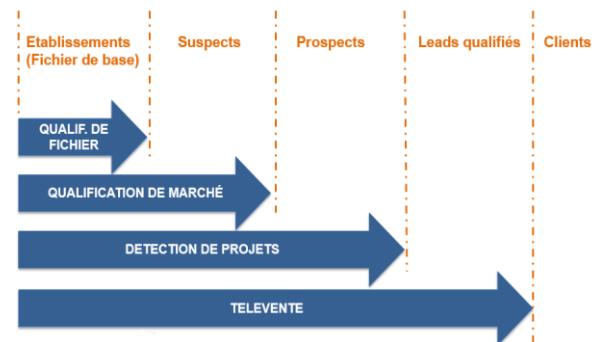 Etablissements
(Fichier de base)
Suspects
Prospects
Leads qualifiés
Clients
QUALIF. DE
FICHIER
QUALIFICATION DE MARCHÉ
DETECTION DE PROJETS
TELEVENTE